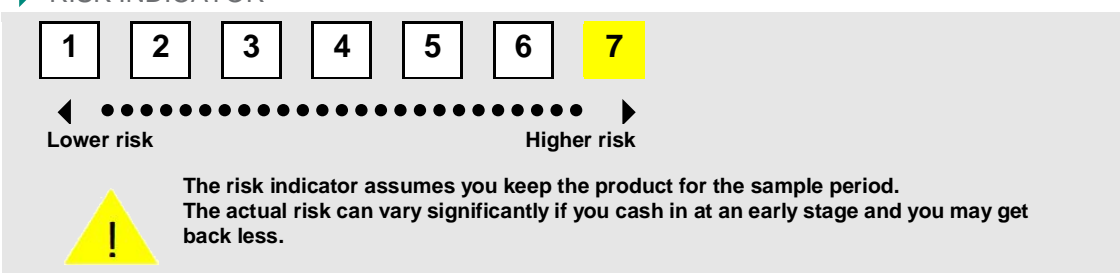 RISK INDICATOR
1 2 3 4 5 6 7
Lower risk Higher risk
The risk indicator assumes you keep the product for the sample period.
The actual risk can vary significantly if you cash in at an early stage and you may get
back less.
!